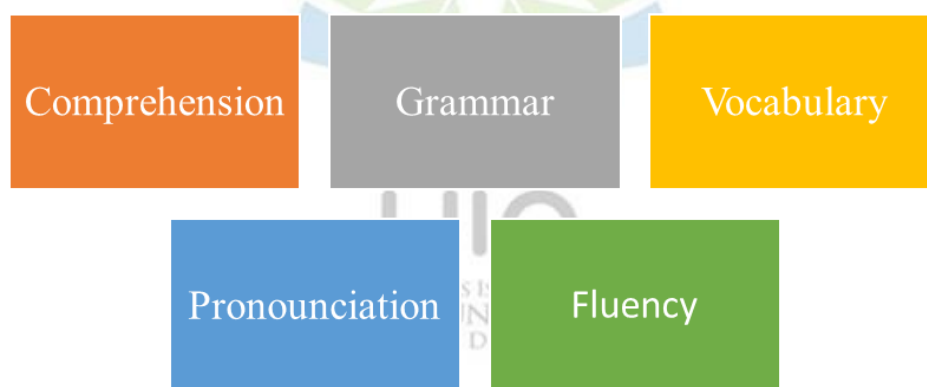 Comprehension
Grammar
Vocabulary
Pronounciation
Fluency